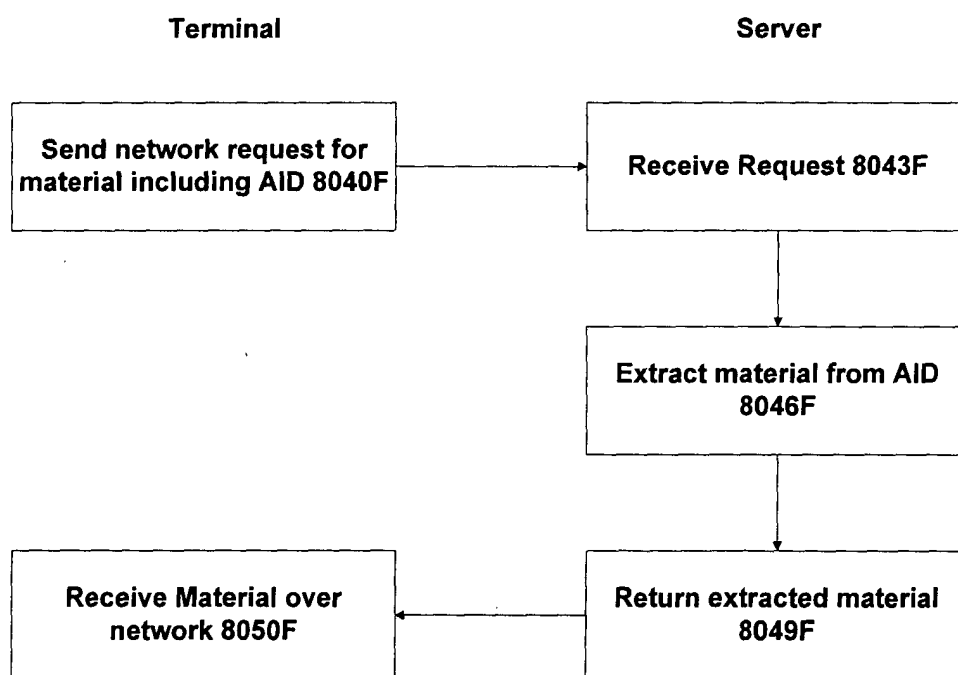 Terminal
Server
Send network request for
material including AID 8040F
Receive Request 8043F
Extract material from AID
8046F
Return extracted material
8049F
Receive Material over
network 8050F